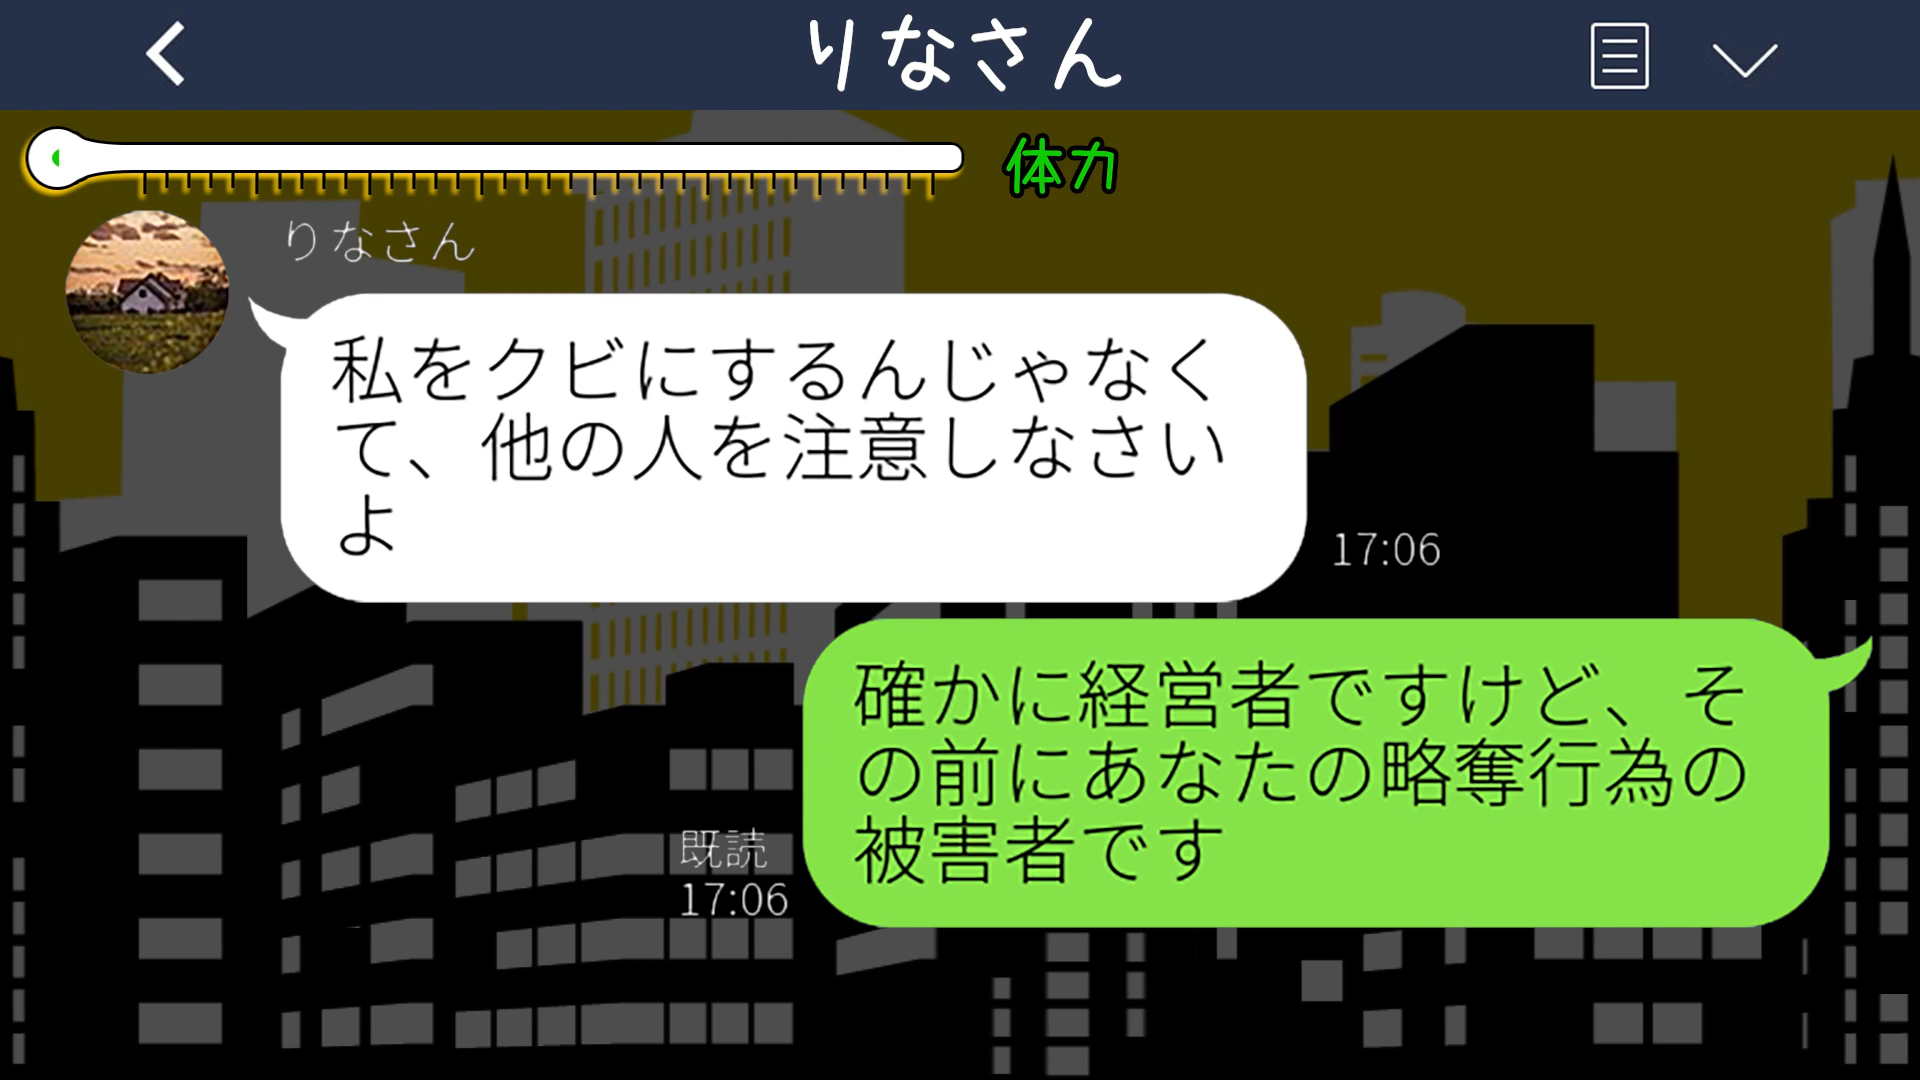 りなさん
体力
りなさん
私をクビにするんじゃなく
て、他の人を注意しなさい
よ
17:06
確かに経営者ですけど、そ
の前にあなたの略奪行為の
被害者です
既読
17:06